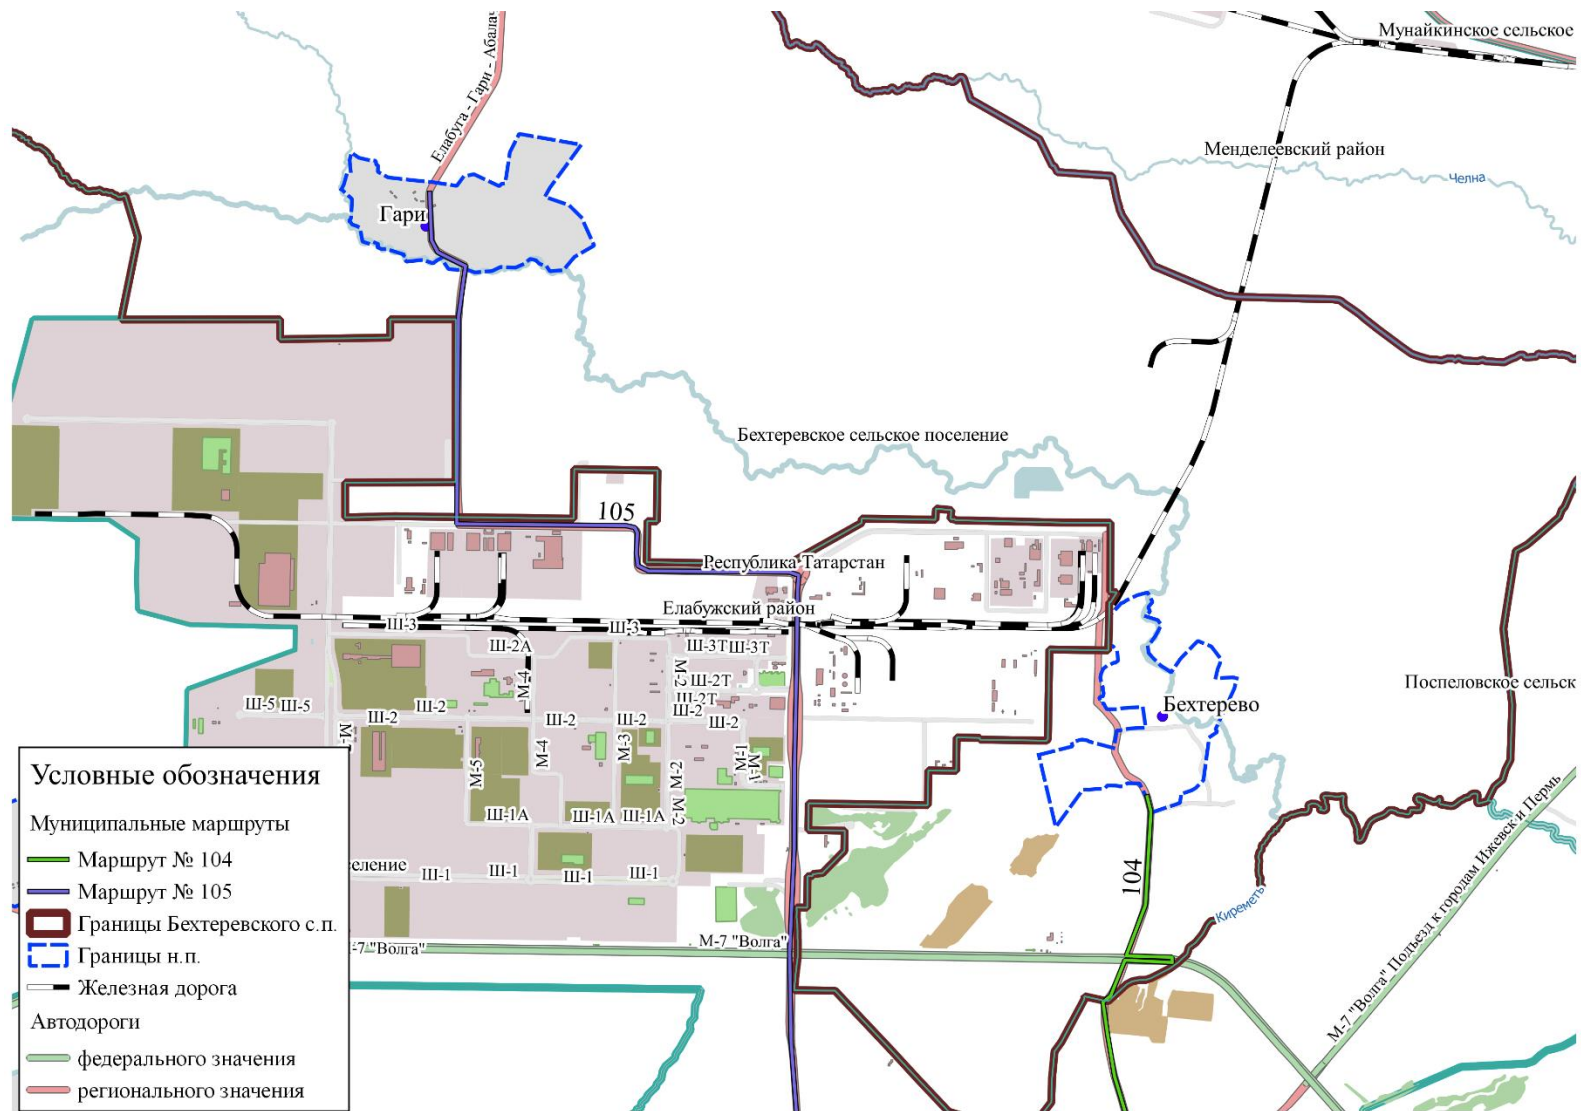 Мунайкинское сельское
Елабуга - Гари - Абалач
Менделеевский район
Челна
Гари
Бехтеревское сельское поселение
105
Республика Татарстан
Елабужский район
Ш-3
Ш-3
Ш-2А
Ш-3Т
Ш-3Т
М-2
Ш-2Т
М-4
Ш-2Т
Поспеловское сельск
Ш-5
Ш-5
Ш-2
Ш-2
Ш-2
Ш-2
Ш-2
Ш-2
Бехтерево
М-5
М-4
М-3
М-2
М-1
М-2
Ш-1А
Ш-1А
Ш-1А
еление
Ш-1
Ш-1
Ш-1
Ш-1
104
Киреметь
М-7 "Волга"
-7 "Волга"
М-7 "Волга" Подъезд к городам Ижевск и Пермь
Условные обозначения
Муниципальные маршруты
Маршрут № 104
Маршрут № 105
Границы Бехтеревского с.п.
Границы н.п.
Железная дорога
Автодороги
федерального значения
регионального значения